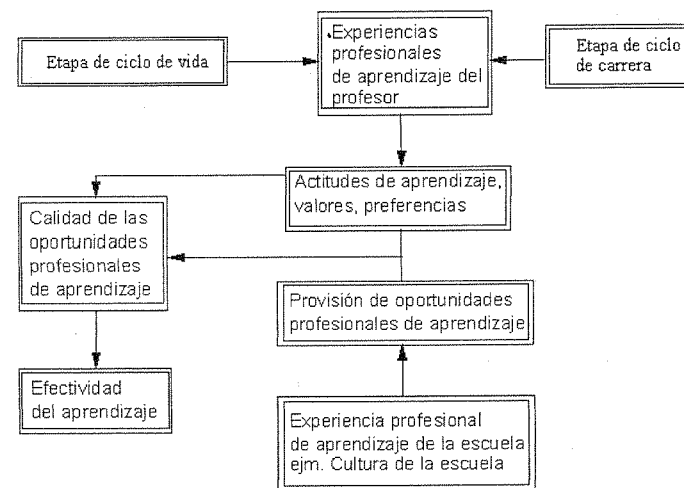 Experiencias
profesionales
de aprendizaje del
profesor
Etapa de ciclo de vida
Etapa de ciclo
de carrera
Actitudes de aprendizaje,
valores, preferencias
Calidad de las
oportunidades
profesionales
de aprendizaje
Provisión de oportunidades
profesionales de aprendizaje
Efectividad
del aprendizaje
Experiencia profesional
de aprendizaje de la escuela
ejm. Cultura de la escuela